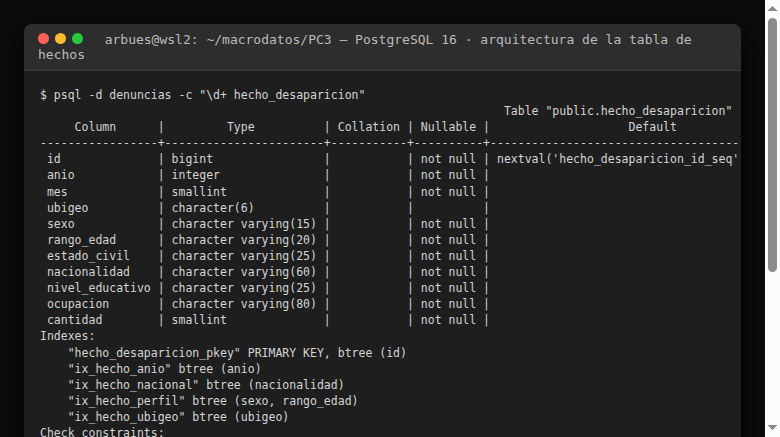 arbues@wsl2: ~/macrodatos/PC3 — PostgreSQL 16 · arquitectura de la tabla de
hechos
$ psql -d denuncias -c "\d+ hecho_desaparicion"
                                                                   Table "public.hecho_desaparicion"
     Column      |         Type          | Collation | Nullable |                    Default
-----------------+-----------------------+-----------+----------+------------------------------------
 id              | bigint                |           | not null | nextval('hecho_desaparicion_id_seq'
 anio            | integer               |           | not null |
 mes             | smallint              |           | not null |
 ubigeo          | character(6)          |           |          |
 sexo            | character varying(15) |           | not null |
 rango_edad      | character varying(20) |           | not null |
 estado_civil    | character varying(25) |           | not null |
 nacionalidad    | character varying(60) |           | not null |
 nivel_educativo | character varying(25) |           | not null |
 ocupacion       | character varying(80) |           | not null |
 cantidad        | smallint              |           | not null |
Indexes:
    "hecho_desaparicion_pkey" PRIMARY KEY, btree (id)
    "ix_hecho_anio" btree (anio)
    "ix_hecho_nacional" btree (nacionalidad)
    "ix_hecho_perfil" btree (sexo, rango_edad)
    "ix_hecho_ubigeo" btree (ubigeo)
Check constraints: